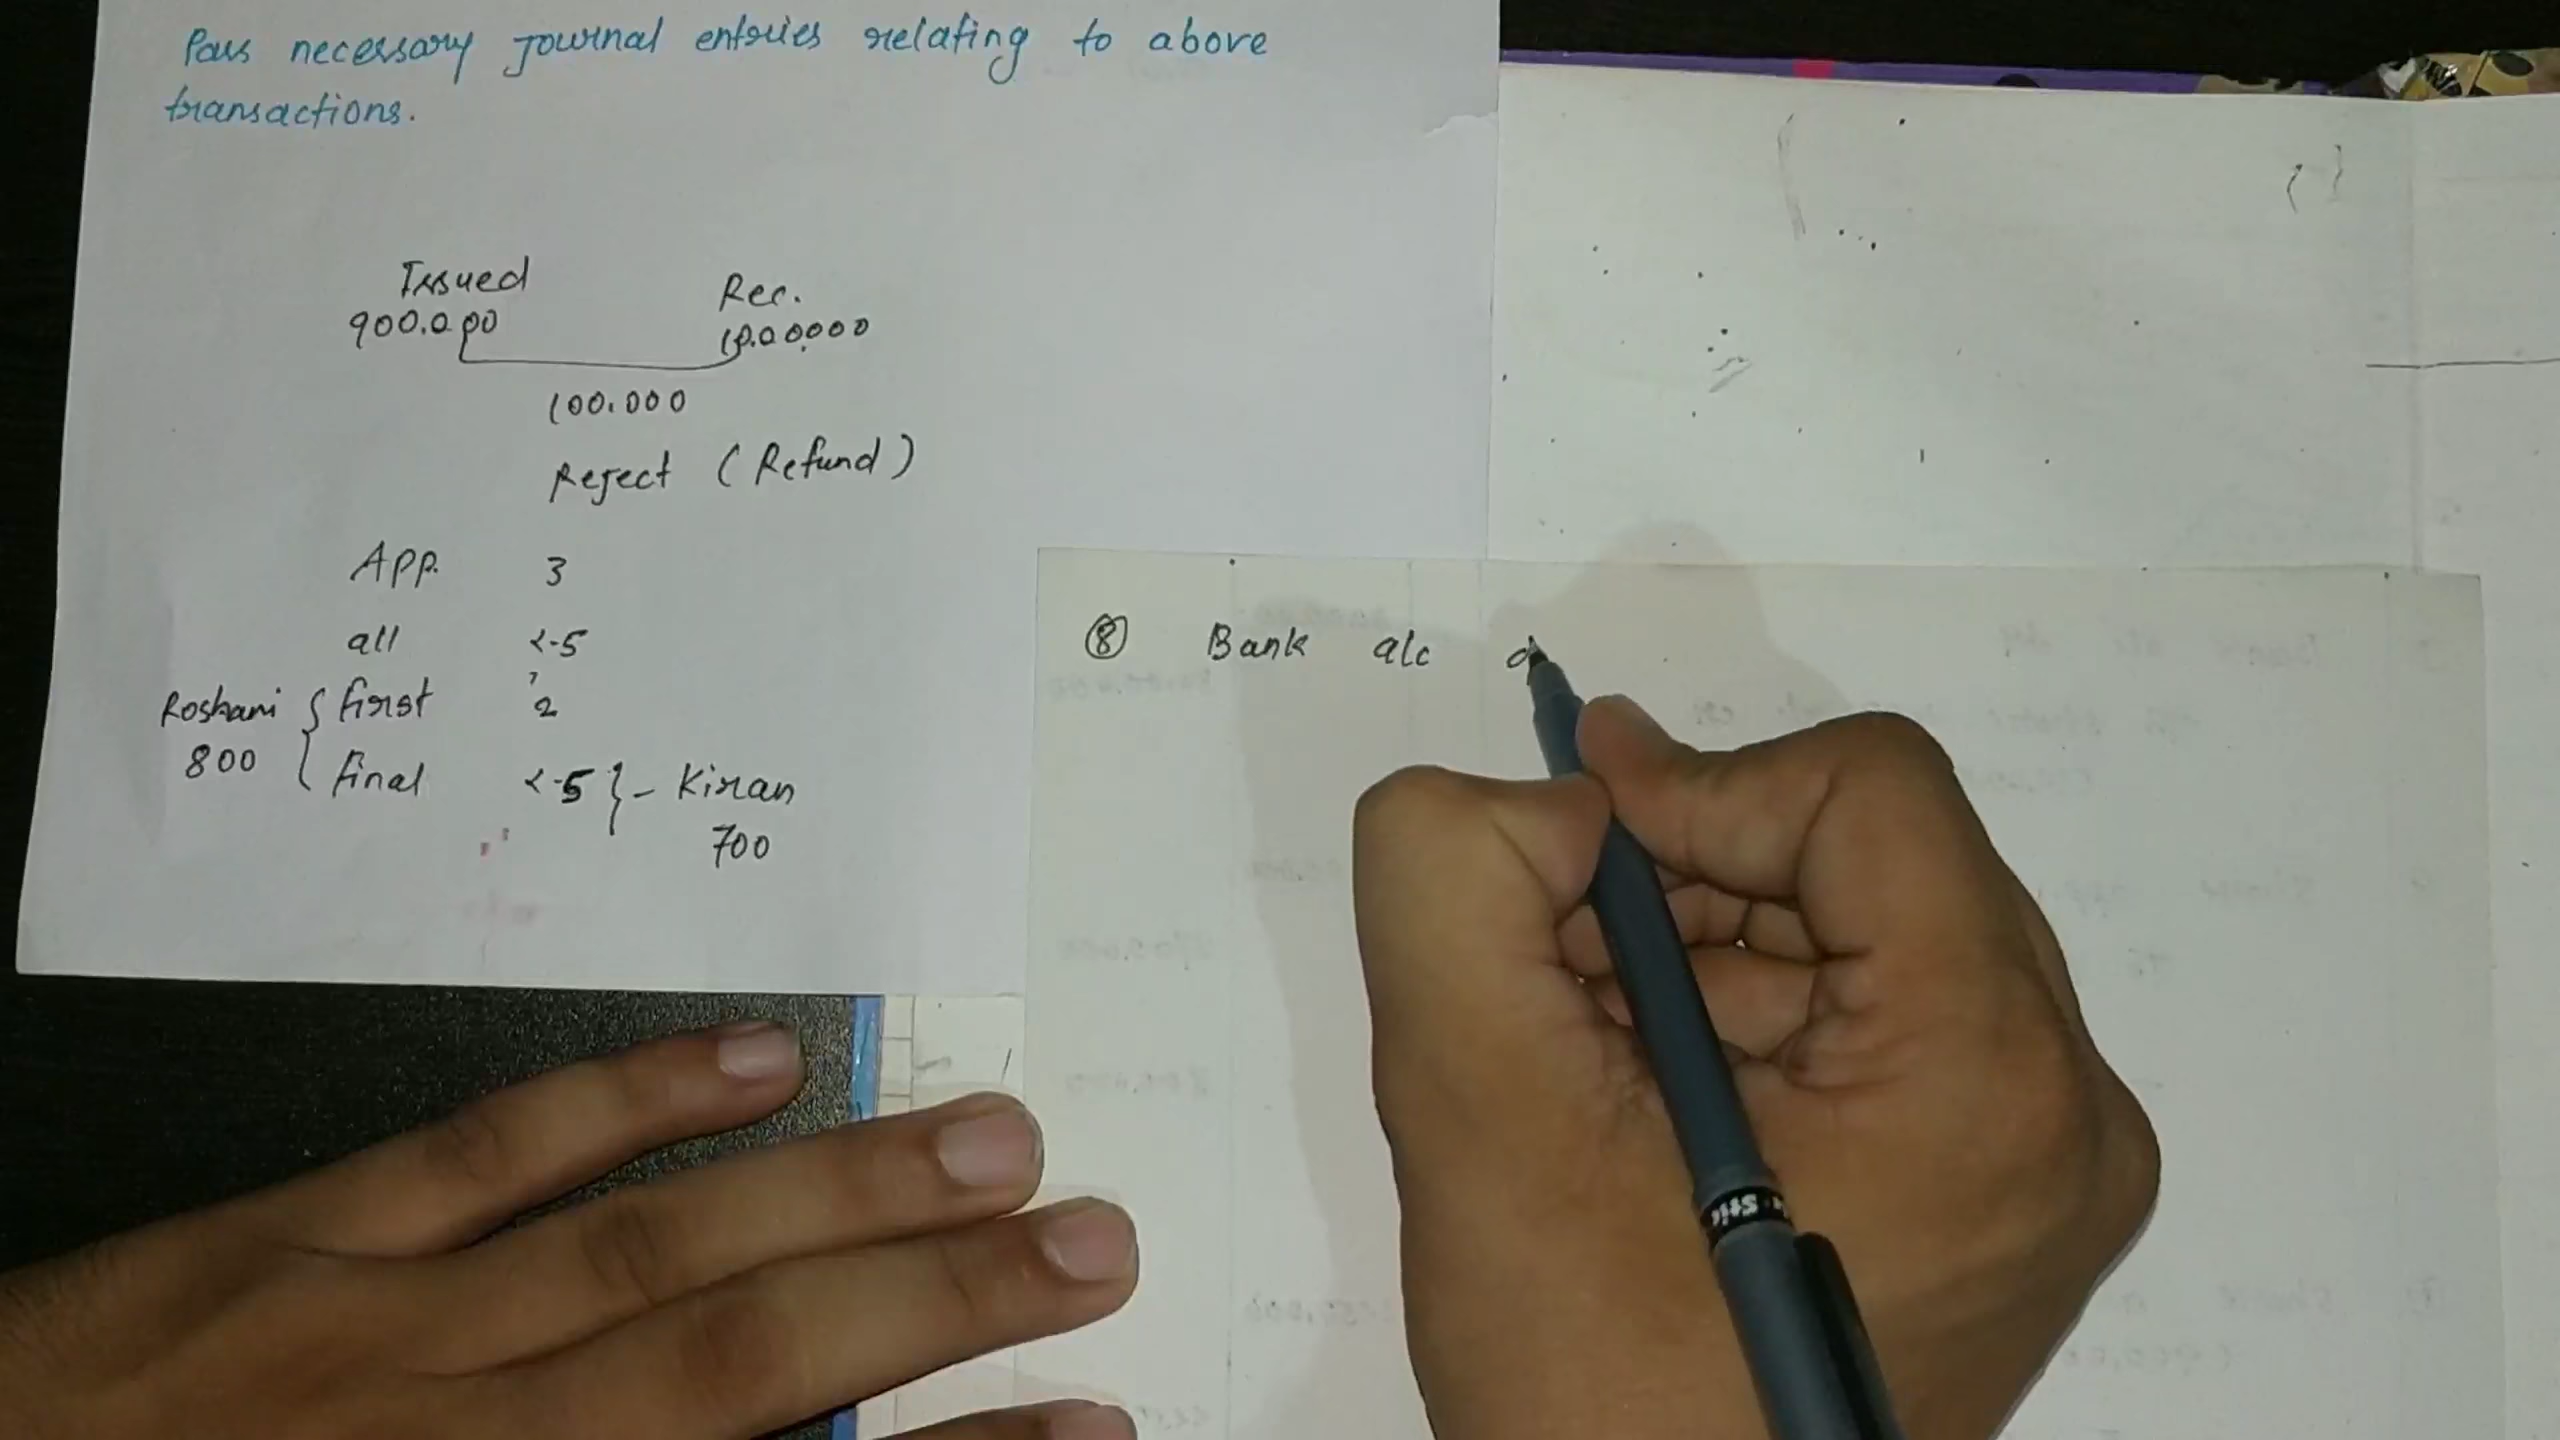 Pass necessary journal entries relating to above
transactions.
Issued Rec.
900.000 10.00.000
100.000
Reject (Refund)
App. 3
all 2.5
Roshani { first 2
800 { final 2.5 } - Kiran
700
⑧ Bank a/c d